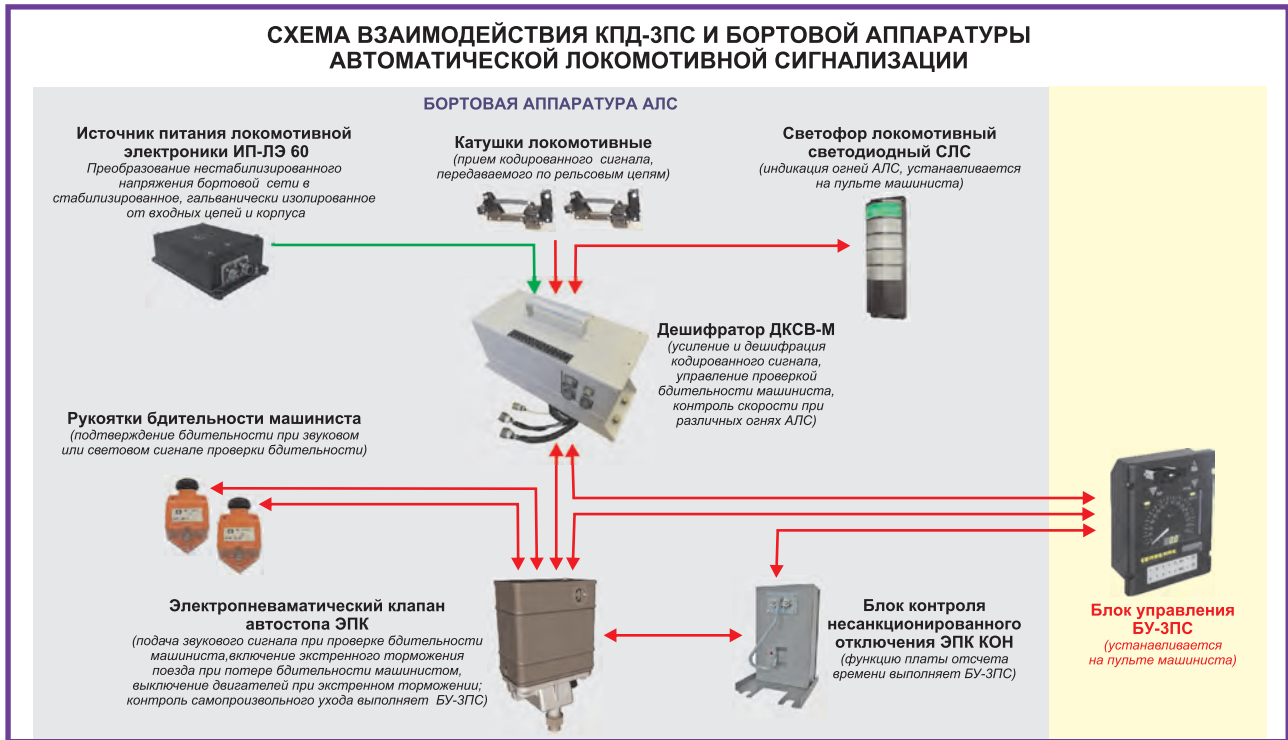 СХЕМА ВЗАИМОДЕЙСТВИЯ КПД-3ПС И БОРТОВОЙ АППАРАТУРЫ
АВТОМАТИЧЕСКОЙ ЛОКОМОТИВНОЙ СИГНАЛИЗАЦИИ
БОРТОВАЯ АППАРАТУРА АЛС
Источник питания локомотивной
электроники ИП-ЛЭ 60
Преобразование нестабилизированного
напряжения бортовой сети в
стабилизированное, гальванически изолированное
от входных цепей и корпуса
Катушки локомотивные
(прием кодированного сигнала,
передаваемого по рельсовым цепям)
Светофор локомотивный
светодиодный СЛС
(индикация огней АЛС, устанавливается
на пульте машиниста)
Дешифратор ДКСВ-М
(усиление и дешифрация
кодированного сигнала,
управление проверкой
бдительности машиниста,
контроль скорости при
различных огнях АЛС)
Рукоятки бдительности машиниста
(подтверждение бдительности при звуковом
или световом сигнале проверки бдительности)
Электропневаматический клапан
автостопа ЭПК
(подача звукового сигнала при проверке бдительности
машиниста,включение экстренного торможения
поезда при потере бдительности машинистом,
выключение двигателей при экстренном торможении;
контроль самопроизвольного ухода выполняет БУ-3ПС)
Блок контроля
несанкционированного
отключения ЭПК КОН
(функцию платы отсчета
времени выполняет БУ-3ПС)
Блок управления
БУ-3ПС
(устанавливается
на пульте машиниста)